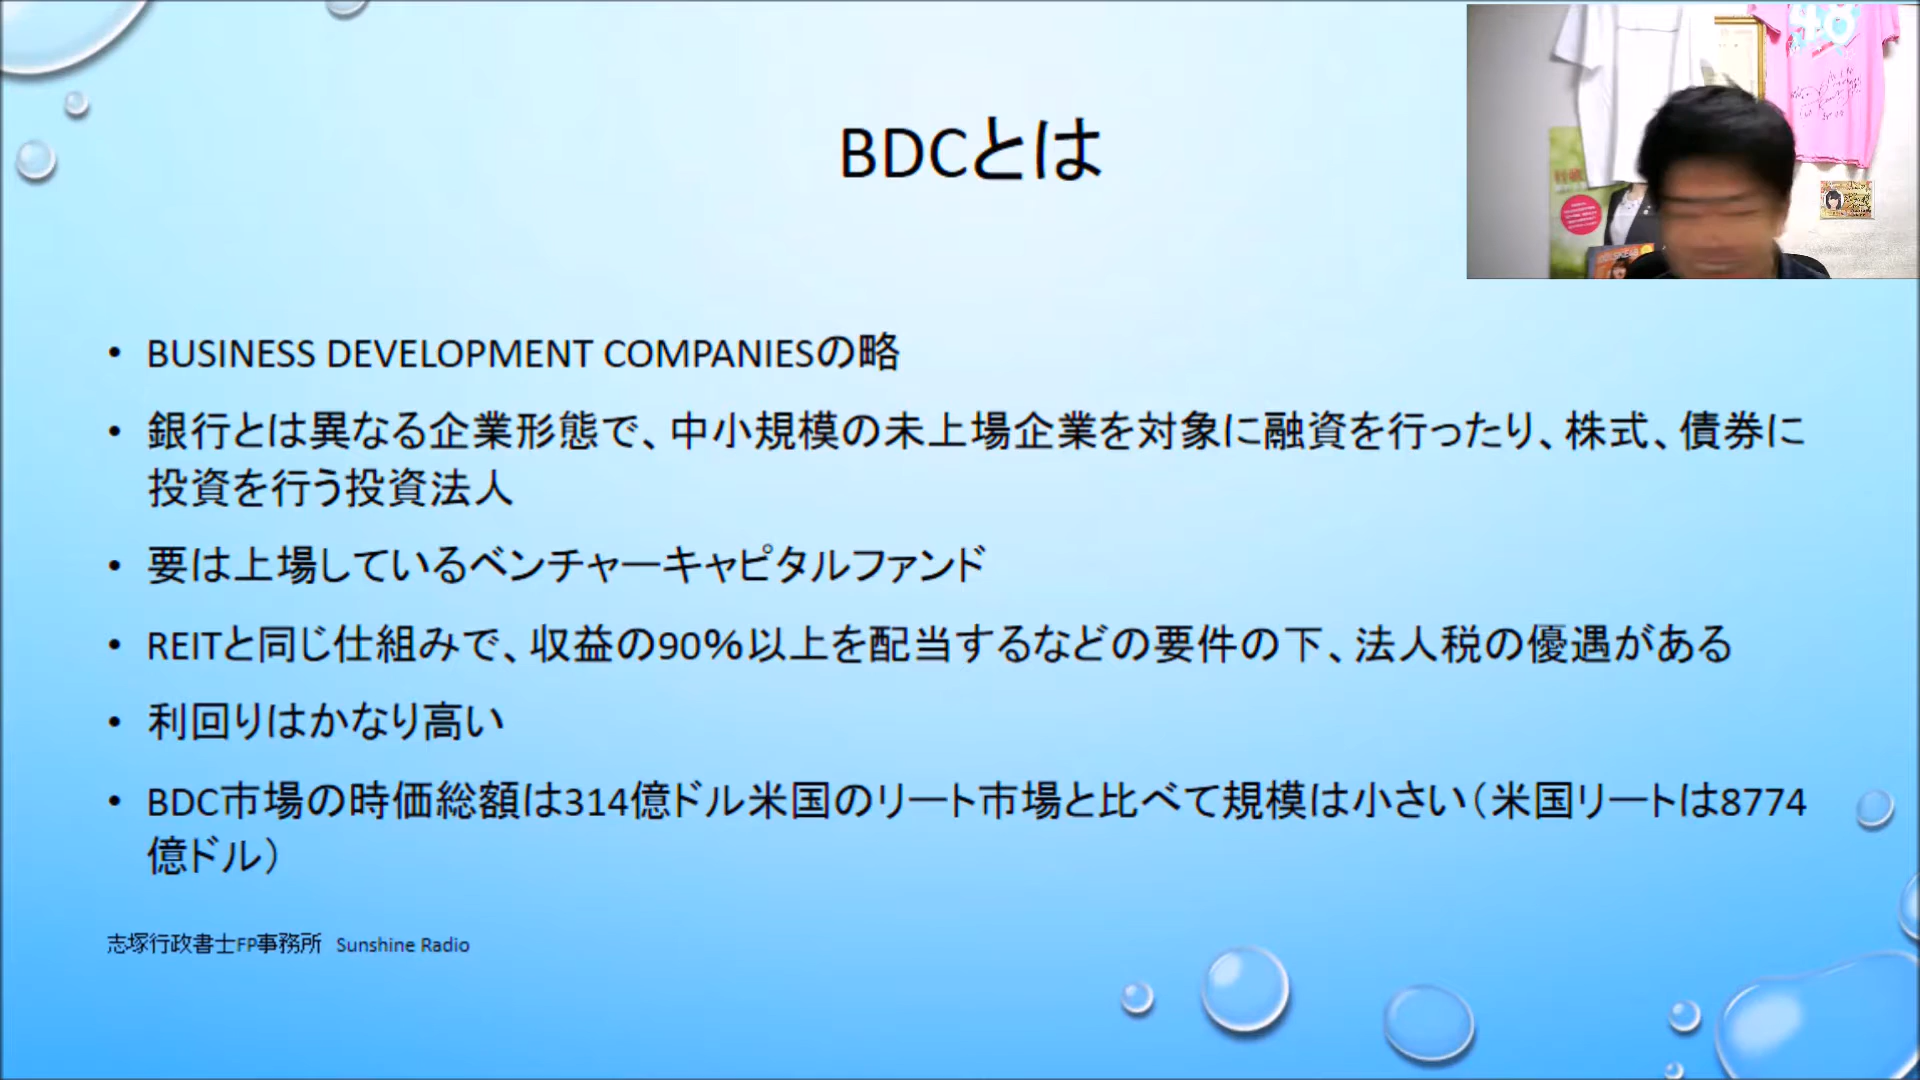 BDCとは
• BUSINESS DEVELOPMENT COMPANIESの略
• 銀行とは異なる企業形態で、中小規模の未上場企業を対象に融資を行ったり、株式、債券に
投資を行う投資法人
• 要は上場しているベンチャーキャピタルファンド
• REITと同じ仕組みで、収益の90%以上を配当するなどの要件の下、法人税の優遇がある
• 利回りはかなり高い
• BDC市場の時価総額は314億ドル米国のリート市場と比べて規模は小さい（米国リートは8774
億ドル）
志塚行政書士FP事務所 Sunshine Radio
48